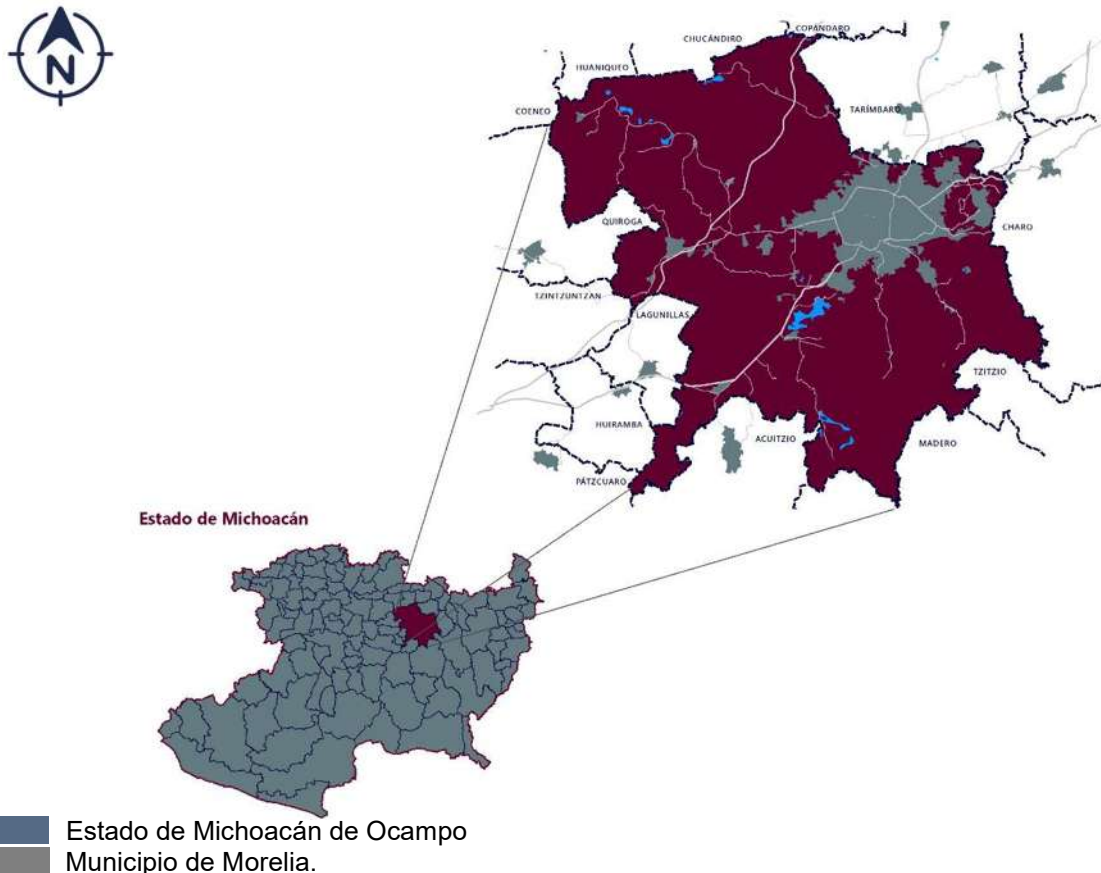 N
COPÁNDARO
CHUCÁNDIRO
HUANIQUEO
COENEO
TARÍMBARO
QUIROGA
CHARO
TZINTZUNTZAN
LAGUNILLAS
TZITZIO
HUIRAMBA
ACUITZIO
MADERO
PÁTZCUARO
Estado de Michoacán
Estado de Michoacán de Ocampo
Municipio de Morelia.